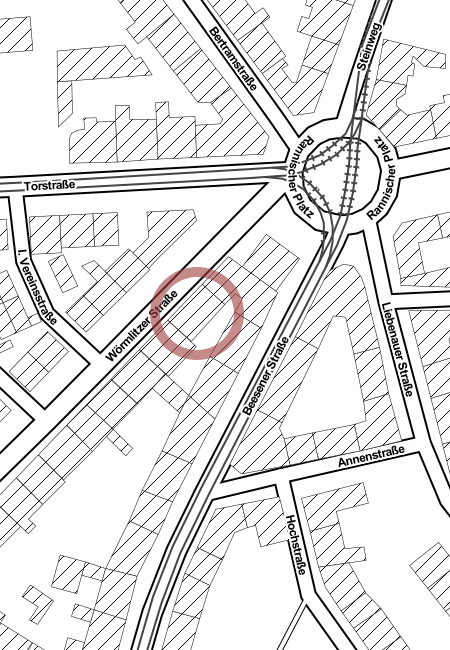 Bertramstraße
Steinweg
Rannischer Platz
Rannischer Platz
Torstraße
I. Vereinsstraße
Wörmlitzer Straße
Beesener Straße
Liebenauer Straße
Annenstraße
Hochstraße